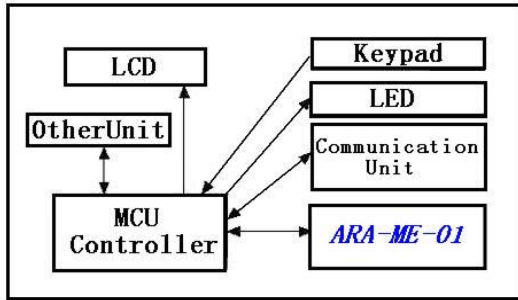 LCD
Keypad
LED
OtherUnit
Communication
Unit
MCU
Controller
ARA-ME-01